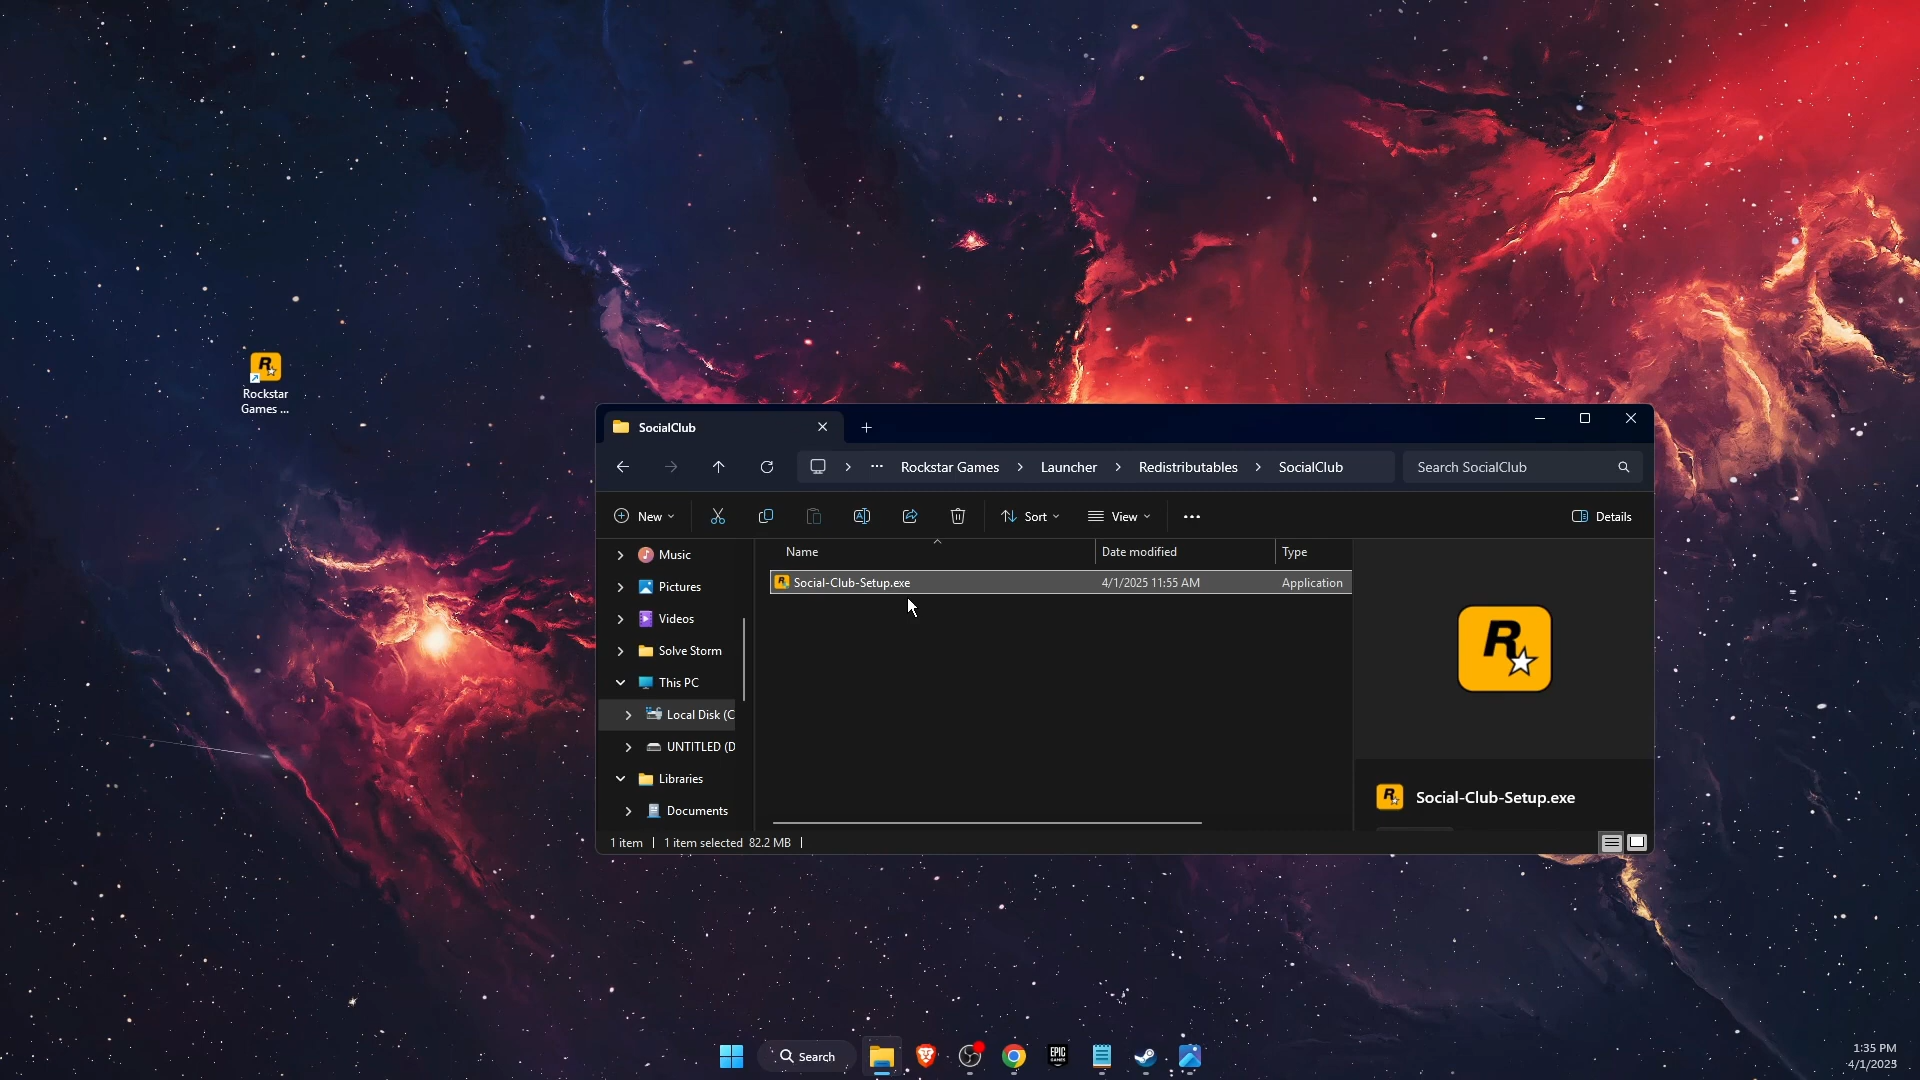 Rockstar
Games ...
SocialClub
Rockstar Games
Launcher
Redistributables
SocialClub
Search SocialClub
New
Sort
View
Details
Music
Pictures
Videos
Solve Storm
This PC
Local Disk (C
UNTITLED (D
Libraries
Documents
Name
Date modified
Type
Social-Club-Setup.exe
4/1/2025 11:55 AM
Application
Social-Club-Setup.exe
1 item
1 item selected 82.2 MB
Search
EPIC
GAMES
1:35 PM
4/1/2025